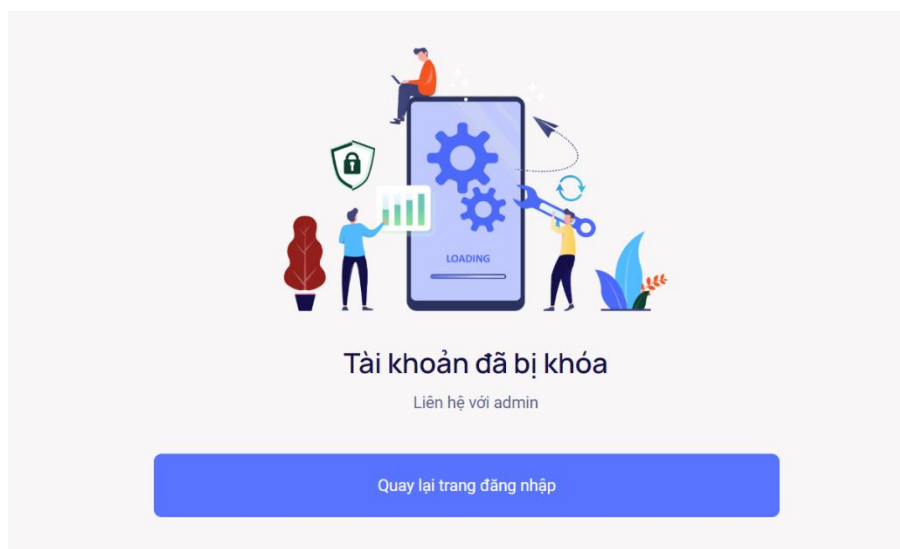 LOADING
Tài khoản đã bị khóa
Liên hệ với admin
Quay lại trang đăng nhập